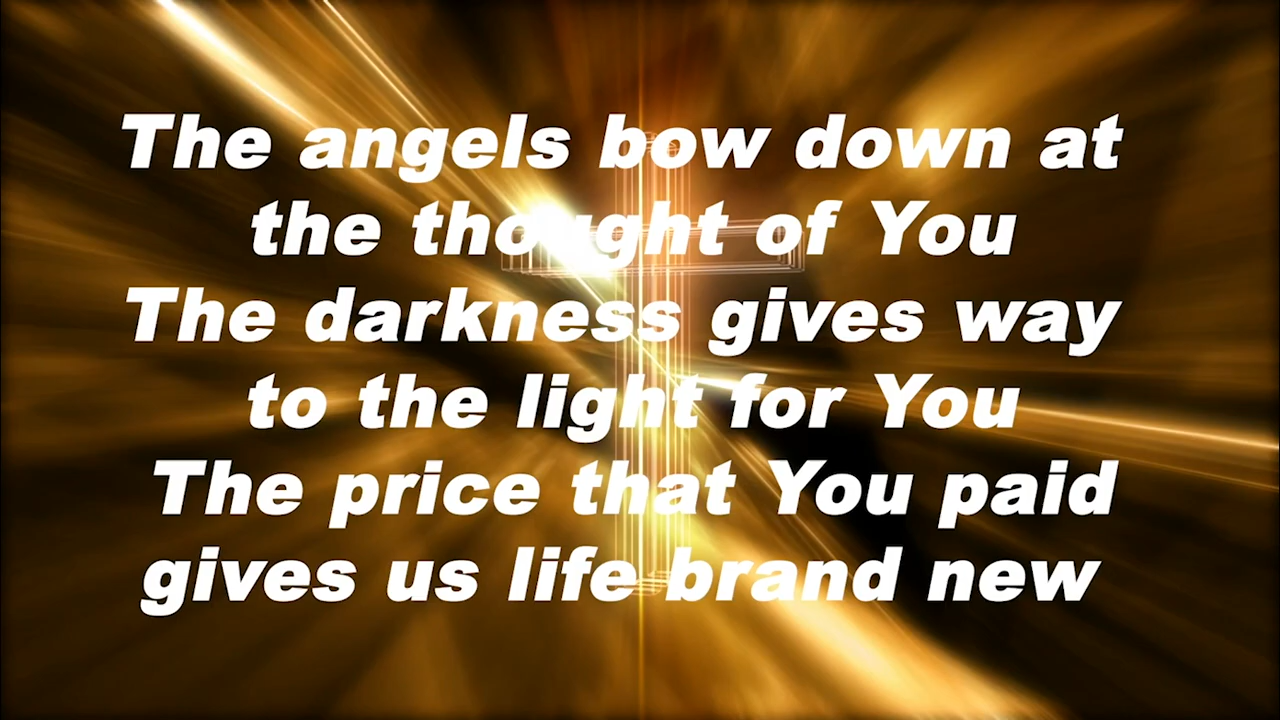 The angels bow down at
the thought of You
The darkness gives way
to the light for You
The price that You paid
gives us life brand new